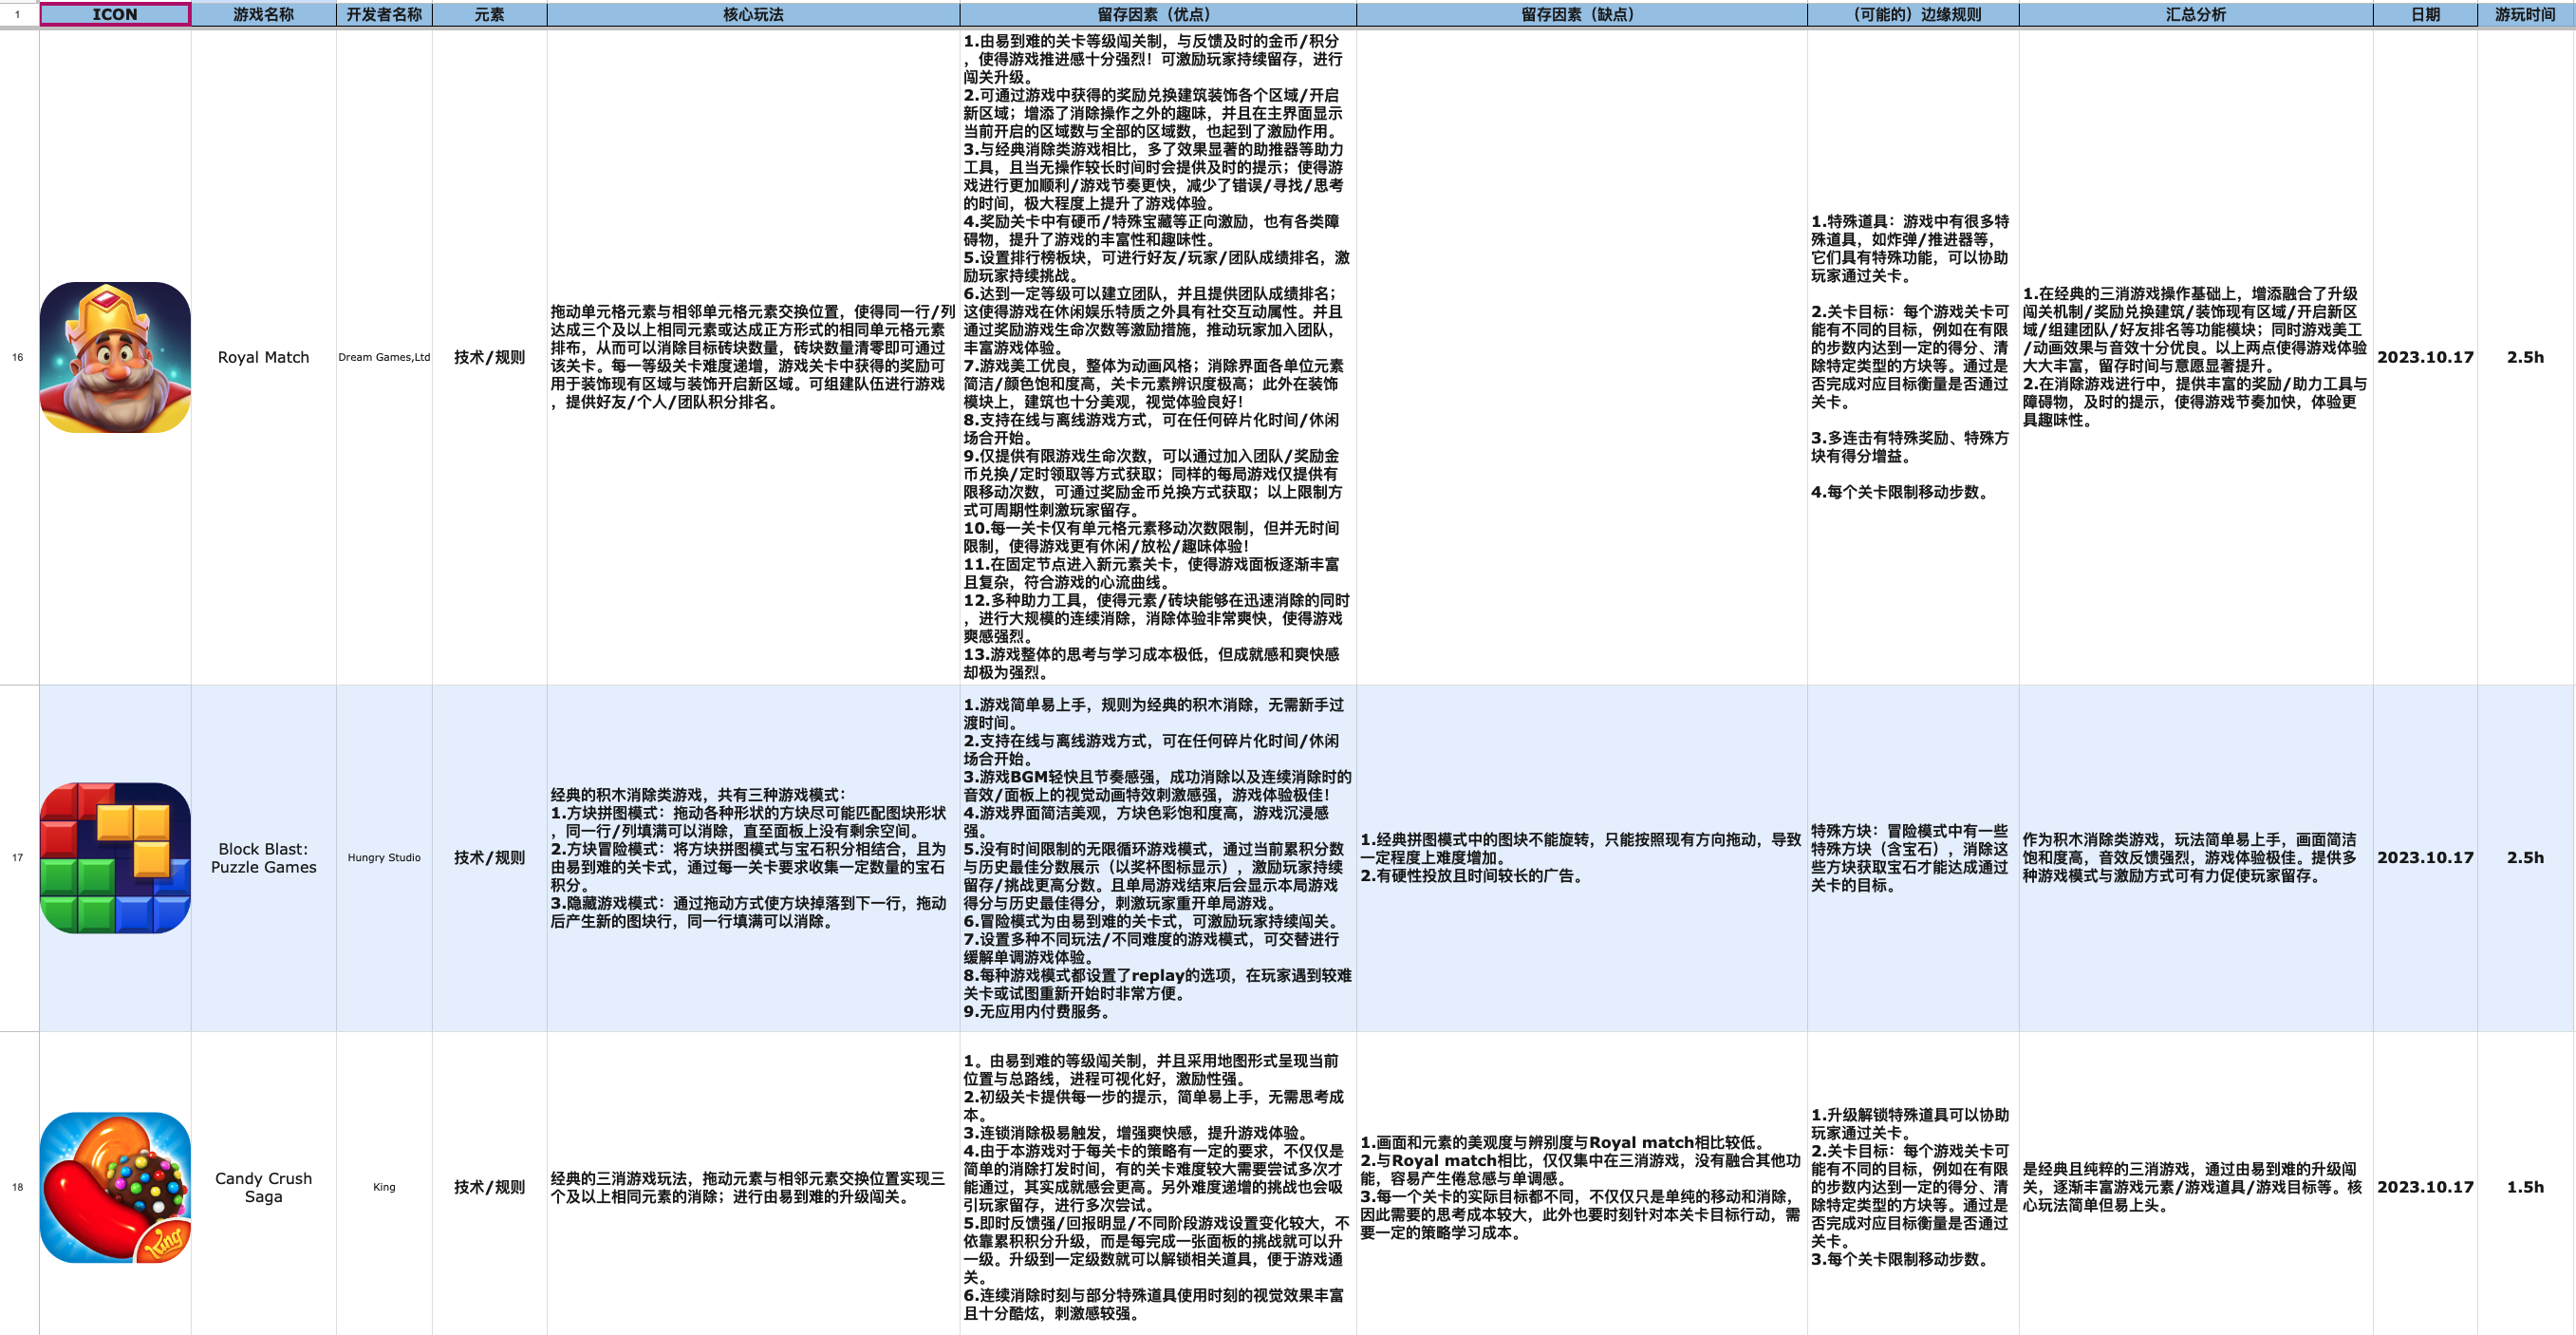 1
ICON
游戏名称
开发者名称
元素
核心玩法
留存因素（优点）
留存因素（缺点）
（可能的）边缘规则
汇总分析
日期
游玩时间
16
Royal Match
Dream Games,Ltd
技术/规则
拖动单元格元素与相邻单元格元素交换位置，使得同一行/列
达成三个及以上相同元素或达成正方形式的相同单元格元素
排布，从而可以消除目标砖块数量，砖块数量清零即可通过
该关卡。每一等级关卡难度递增，游戏关卡中获得的奖励可
用于装饰现有区域与装饰开启新区域。可组建队伍进行游戏
，提供好友/个人/团队积分排名。
1.由易到难的关卡等级闯关制，与反馈及时的金币/积分
，使得游戏推进感十分强烈！可激励玩家持续留存，进行
闯关升级。
2.可通过游戏中获得的奖励兑换建筑装饰各个区域/开启
新区域；增添了消除操作之外的趣味，并且在主界面显示
当前开启的区域数与全部的区域数，也起到了激励作用。
3.与经典消除类游戏相比，多了效果显著的助推器等助力
工具，且当无操作较长时间时会提供及时的提示；使得游
戏进行更加顺利/游戏节奏更快，减少了错误/寻找/思考
的时间，极大程度上提升了游戏体验。
4.奖励关卡中有硬币/特殊宝藏等正向激励，也有各类障
碍物，提升了游戏的丰富性和趣味性。
5.设置排行榜板块，可进行好友/玩家/团队成绩排名，激
励玩家持续挑战。
6.达到一定等级可以建立团队，并且提供团队成绩排名；
这使得游戏在休闲娱乐特质之外具有社交互动属性。并且
通过奖励游戏生命次数等激励措施，推动玩家加入团队，
丰富游戏体验。
7.游戏美工优良，整体为动画风格；消除界面各单位元素
简洁/颜色饱和度高，关卡元素辨识度极高；此外在装饰
模块上，建筑也十分美观，视觉体验良好！
8.支持在线与离线游戏方式，可在任何碎片化时间/休闲
场合开始。
9.仅提供有限游戏生命次数，可以通过加入团队/奖励金
币兑换/定时领取等方式获取；同样的每局游戏仅提供有
限移动次数，可通过奖励金币兑换方式获取；以上限制方
式可周期性刺激玩家留存。
10.每一关卡仅有单元格元素移动次数限制，但并无时间
限制，使得游戏更有休闲/放松/趣味体验！
11.在固定节点进入新元素关卡，使得游戏面板逐渐丰富
且复杂，符合游戏的心流曲线。
12.多种助力工具，使得元素/砖块能够在迅速消除的同时
，进行大规模的连续消除，消除体验非常爽快，使得游戏
爽感强烈。
13.游戏整体的思考与学习成本极低，但成就感和爽快感
却极为强烈。
1.特殊道具：游戏中有很多特
殊道具，如炸弹/推进器等，
它们具有特殊功能，可以协助
玩家通过关卡。
2.关卡目标：每个游戏关卡可
能有不同的目标，例如在有限
的步数内达到一定的得分、清
除特定类型的方块等。通过是
否完成对应目标衡量是否通过
关卡。
3.多连击有特殊奖励、特殊方
块有得分增益。
4.每个关卡限制移动步数。
1.在经典的三消游戏操作基础上，增添融合了升级
闯关机制/奖励兑换建筑/装饰现有区域/开启新区
域/组建团队/好友排名等功能模块；同时游戏美工
/动画效果与音效十分优良。以上两点使得游戏体验
大大丰富，留存时间与意愿显著提升。
2.在消除游戏进行中，提供丰富的奖励/助力工具与
障碍物，及时的提示，使得游戏节奏加快，体验更
具趣味性。
2023.10.17
2.5h
17
Block Blast:
Puzzle Games
Hungry Studio
技术/规则
经典的积木消除类游戏，共有三种游戏模式：
1.方块拼图模式：拖动各种形状的方块尽可能匹配图块形状
，同一行/列填满可以消除，直至面板上没有剩余空间。
2.方块冒险模式：将方块拼图模式与宝石积分相结合，且为
由易到难的关卡式，通过每一关卡要求收集一定数量的宝石
积分。
3.隐藏游戏模式：通过拖动方式使方块掉落到下一行，拖动
后产生新的图块行，同一行填满可以消除。
1.游戏简单易上手，规则为经典的积木消除，无需新手过
渡时间。
2.支持在线与离线游戏方式，可在任何碎片化时间/休闲
场合开始。
3.游戏BGM轻快且节奏感强，成功消除以及连续消除时的
音效/面板上的视觉动画特效刺激感强，游戏体验极佳！
4.游戏界面简洁美观，方块色彩饱和度高，游戏沉浸感
强。
5.没有时间限制的无限循环游戏模式，通过当前累积分数
与历史最佳分数展示（以奖杯图标显示），激励玩家持续
留存/挑战更高分数。且单局游戏结束后会显示本局游戏
得分与历史最佳得分，刺激玩家重开单局游戏。
6.冒险模式为由易到难的关卡式，可激励玩家持续闯关。
7.设置多种不同玩法/不同难度的游戏模式，可交替进行
缓解单调游戏体验。
8.每种游戏模式都设置了replay的选项，在玩家遇到较难
关卡或试图重新开始时非常方便。
9.无应用内付费服务。
1.经典拼图模式中的图块不能旋转，只能按照现有方向拖动，导致
一定程度上难度增加。
2.有硬性投放且时间较长的广告。
特殊方块：冒险模式中有一些
特殊方块（含宝石），消除这
些方块获取宝石才能达成通过
关卡的目标。
作为积木消除类游戏，玩法简单易上手，画面简洁
饱和度高，音效反馈强烈，游戏体验极佳。提供多
种游戏模式与激励方式可有力促使玩家留存。
2023.10.17
2.5h
18
King
Candy Crush
Saga
King
技术/规则
经典的三消游戏玩法，拖动元素与相邻元素交换位置实现三
个及以上相同元素的消除；进行由易到难的升级闯关。
1。由易到难的等级闯关制，并且采用地图形式呈现当前
位置与总路线，进程可视化好，激励性强。
2.初级关卡提供每一步的提示，简单易上手，无需思考成
本。
3.连锁消除极易触发，增强爽快感，提升游戏体验。
4.由于本游戏对于每关卡的策略有一定的要求，不仅仅是
简单的消除打发时间，有的关卡难度较大需要尝试多次才
能通过，其实成就感会更高。另外难度递增的挑战也会吸
引玩家留存，进行多次尝试。
5.即时反馈强/回报明显/不同阶段游戏设置变化较大，不
依靠累积积分升级，而是每完成一张面板的挑战就可以升
一级。升级到一定级数就可以解锁相关道具，便于游戏通
关。
6.连续消除时刻与部分特殊道具使用时刻的视觉效果丰富
且十分酷炫，刺激感较强。
1.画面和元素的美观度与辨别度与Royal match相比较低。
2.与Royal match相比，仅仅集中在三消游戏，没有融合其他功
能，容易产生倦怠感与单调感。
3.每一个关卡的实际目标都不同，不仅仅只是单纯的移动和消除，
因此需要的思考成本较大，此外也要时刻针对本关卡目标行动，需
要一定的策略学习成本。
1.升级解锁特殊道具可以协助
玩家通过关卡。
2.关卡目标：每个游戏关卡可
能有不同的目标，例如在有限
的步数内达到一定的得分、清
除特定类型的方块等。通过是
否完成对应目标衡量是否通过
关卡。
3.每个关卡限制移动步数。
是经典且纯粹的三消游戏，通过由易到难的升级闯
关，逐渐丰富游戏元素/游戏道具/游戏目标等。核
心玩法简单但易上头。
2023.10.17
1.5h